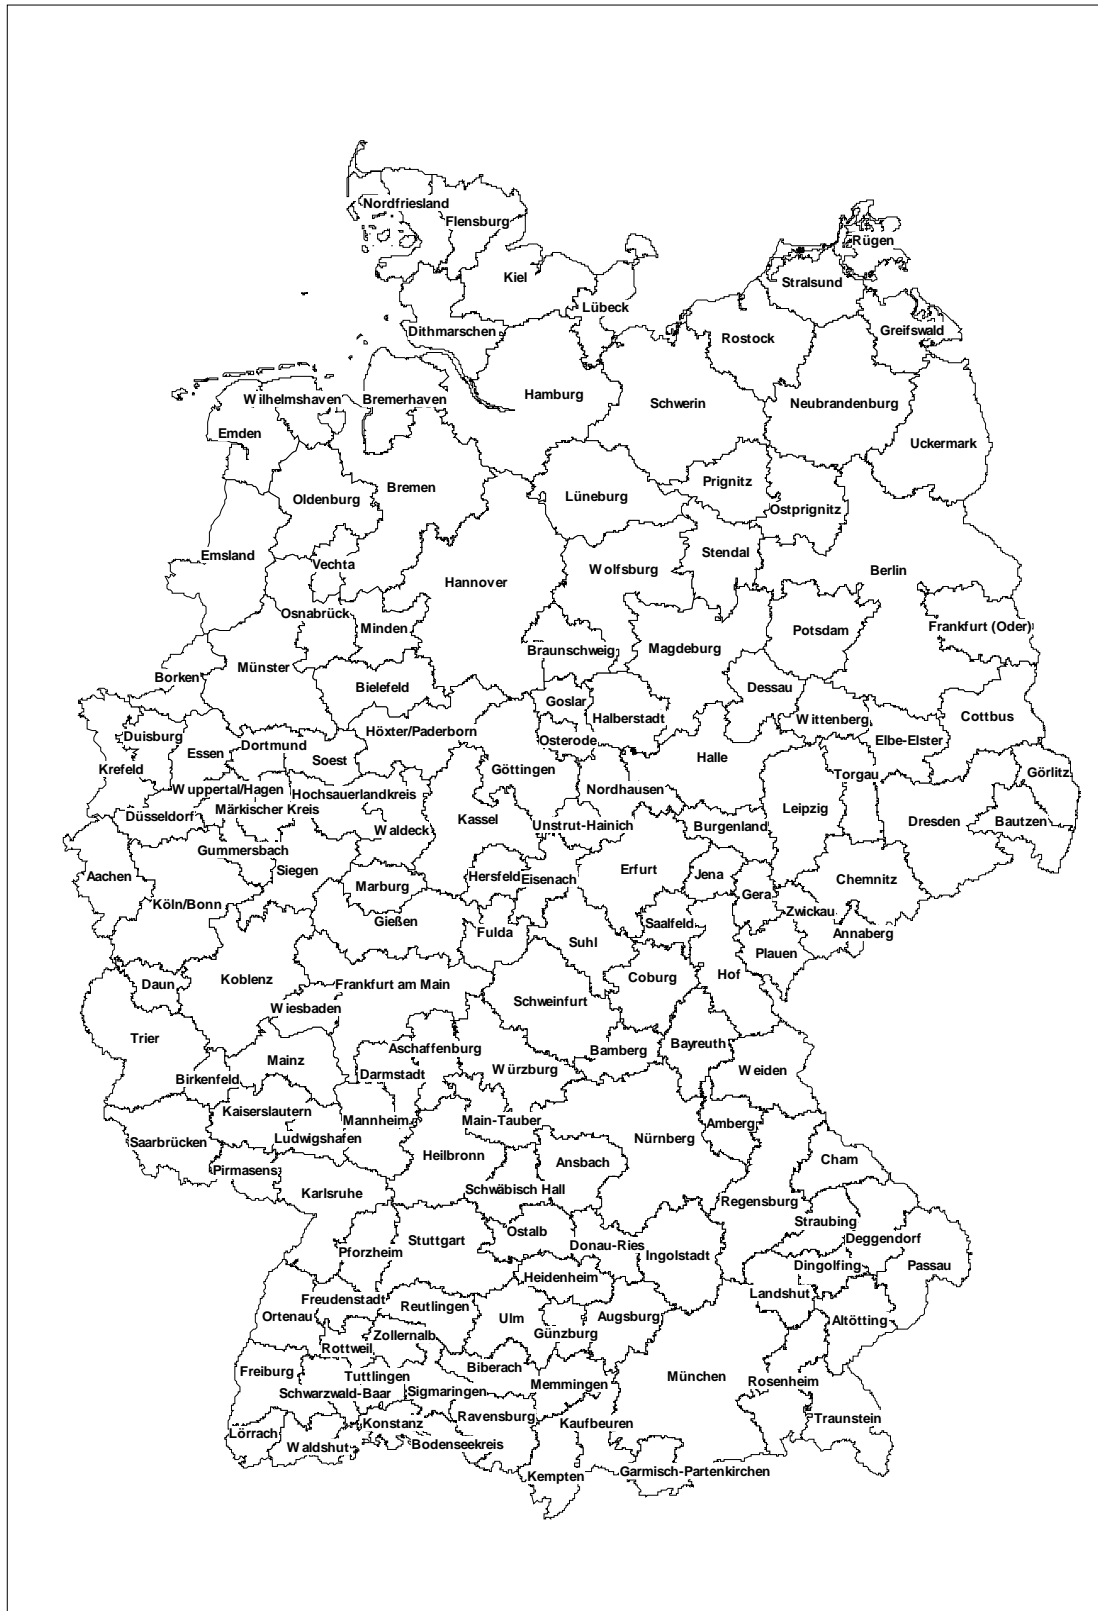 Nordfriesland
Flensburg
Rügen
Kiel
Stralsund
Lübeck
Dithmarschen
Greifswald
Rostock
Hamburg
Wilhelmshaven
Bremerhaven
Schwerin
Neubrandenburg
Emden
Uckermark
Prignitz
Bremen
Oldenburg
Lüneburg
Ostprignitz
Emsland
Vechta
Stendal
Wolfsburg
Berlin
Hannover
Osnabrück
Minden
Potsdam
Frankfurt (Oder)
Braunschweig
Magdeburg
Münster
Borken
Bielefeld
Dessau
Goslar
Halberstadt
Wittenberg
Cottbus
Höxter/Paderborn
Duisburg
Osterode
Elbe-Elster
Essen
Dortmund
Soest
Halle
Krefeld
Göttingen
Torgau
Görlitz
Wuppertal/Hagen
Hochsauerlandkreis
Nordhausen
Düsseldorf
Märkischer Kreis
Kassel
Leipzig
Dresden
Bautzen
Waldeck
Unstrut-Hainich
Burgenland
Gummersbach
Aachen
Siegen
Hersfeld
Eisenach
Erfurt
Jena
Chemnitz
Marburg
Gera
Köln/Bonn
Gießen
Zwickau
Saalfeld
Fulda
Annaberg
Suhl
Plauen
Daun
Koblenz
Frankfurt am Main
Coburg
Hof
Schweinfurt
Wiesbaden
Trier
Aschaffenburg
Bamberg
Bayreuth
Mainz
Birkenfeld
Darmstadt
Würzburg
Weiden
Kaiserslautern
Mannheim
Main-Tauber
Amberg
Saarbrücken
Ludwigshafen
Nürnberg
Heilbronn
Ansbach
Cham
Pirmasens
Karlsruhe
Schwäbisch Hall
Regensburg
Straubing
Ostalb
Deggendorf
Stuttgart
Pforzheim
Donau-Ries
Ingolstadt
Dingolfing
Passau
Heidenheim
Landshut
Freudenstadt
Reutlingen
Ortenau
Ulm
Augsburg
Altötting
Zollernalb
Günzburg
Rottweil
Freiburg
Biberach
Tuttlingen
München
Memmingen
Rosenheim
Schwarzwald-Baar
Sigmaringen
Lörrach
Konstanz
Ravensburg
Kaufbeuren
Traunstein
Waldshut
Bodenseekreis
Kempten
Garmisch-Partenkirchen